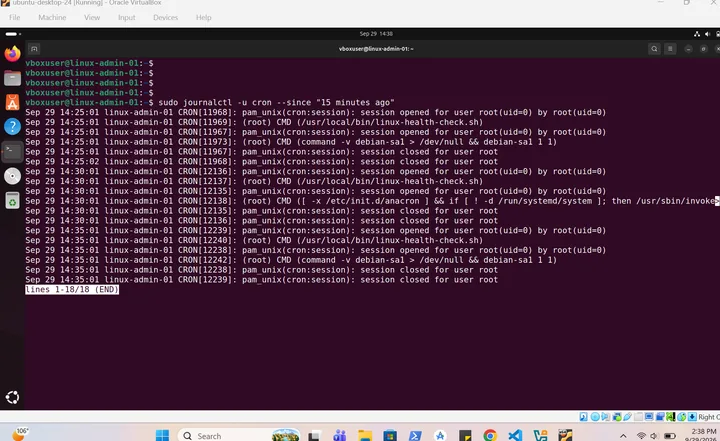 ubuntu-desktop-24 [Running] - Oracle VirtualBox
File Machine View Input Devices Help
Sep 29 14:38
vboxuser@linux-admin-01: ~
vboxuser@linux-admin-01:~$
vboxuser@linux-admin-01:~$
vboxuser@linux-admin-01:~$
vboxuser@linux-admin-01:~$
vboxuser@linux-admin-01:~$ sudo journalctl -u cron --since "15 minutes ago"
Sep 29 14:25:01 linux-admin-01 CRON[11968]: pam_unix(cron:session): session opened for user root(uid=0) by root(uid=0)
Sep 29 14:25:01 linux-admin-01 CRON[11969]: (root) CMD (/usr/local/bin/linux-health-check.sh)
Sep 29 14:25:01 linux-admin-01 CRON[11967]: pam_unix(cron:session): session opened for user root(uid=0) by root(uid=0)
Sep 29 14:25:01 linux-admin-01 CRON[11973]: (root) CMD (command -v debian-sa1 > /dev/null && debian-sa1 1 1)
Sep 29 14:25:01 linux-admin-01 CRON[11967]: pam_unix(cron:session): session closed for user root
Sep 29 14:25:02 linux-admin-01 CRON[11968]: pam_unix(cron:session): session closed for user root
Sep 29 14:30:01 linux-admin-01 CRON[12136]: pam_unix(cron:session): session opened for user root(uid=0) by root(uid=0)
Sep 29 14:30:01 linux-admin-01 CRON[12137]: (root) CMD (/usr/local/bin/linux-health-check.sh)
Sep 29 14:30:01 linux-admin-01 CRON[12135]: pam_unix(cron:session): session opened for user root(uid=0) by root(uid=0)
Sep 29 14:30:01 linux-admin-01 CRON[12138]: (root) CMD ([ -x /etc/init.d/anacron ] && if [ ! -d /run/systemd/system ]; then /usr/sbin/invoke>
Sep 29 14:30:01 linux-admin-01 CRON[12135]: pam_unix(cron:session): session closed for user root
Sep 29 14:30:01 linux-admin-01 CRON[12136]: pam_unix(cron:session): session closed for user root
Sep 29 14:35:01 linux-admin-01 CRON[12239]: pam_unix(cron:session): session opened for user root(uid=0) by root(uid=0)
Sep 29 14:35:01 linux-admin-01 CRON[12240]: (root) CMD (/usr/local/bin/linux-health-check.sh)
Sep 29 14:35:01 linux-admin-01 CRON[12238]: pam_unix(cron:session): session opened for user root(uid=0) by root(uid=0)
Sep 29 14:35:01 linux-admin-01 CRON[12242]: (root) CMD (command -v debian-sa1 > /dev/null && debian-sa1 1 1)
Sep 29 14:35:01 linux-admin-01 CRON[12238]: pam_unix(cron:session): session closed for user root
Sep 29 14:35:01 linux-admin-01 CRON[12239]: pam_unix(cron:session): session closed for user root
lines 1-18/18 (END)
Right C
106°
Search
2:38 PM
9/29/2026